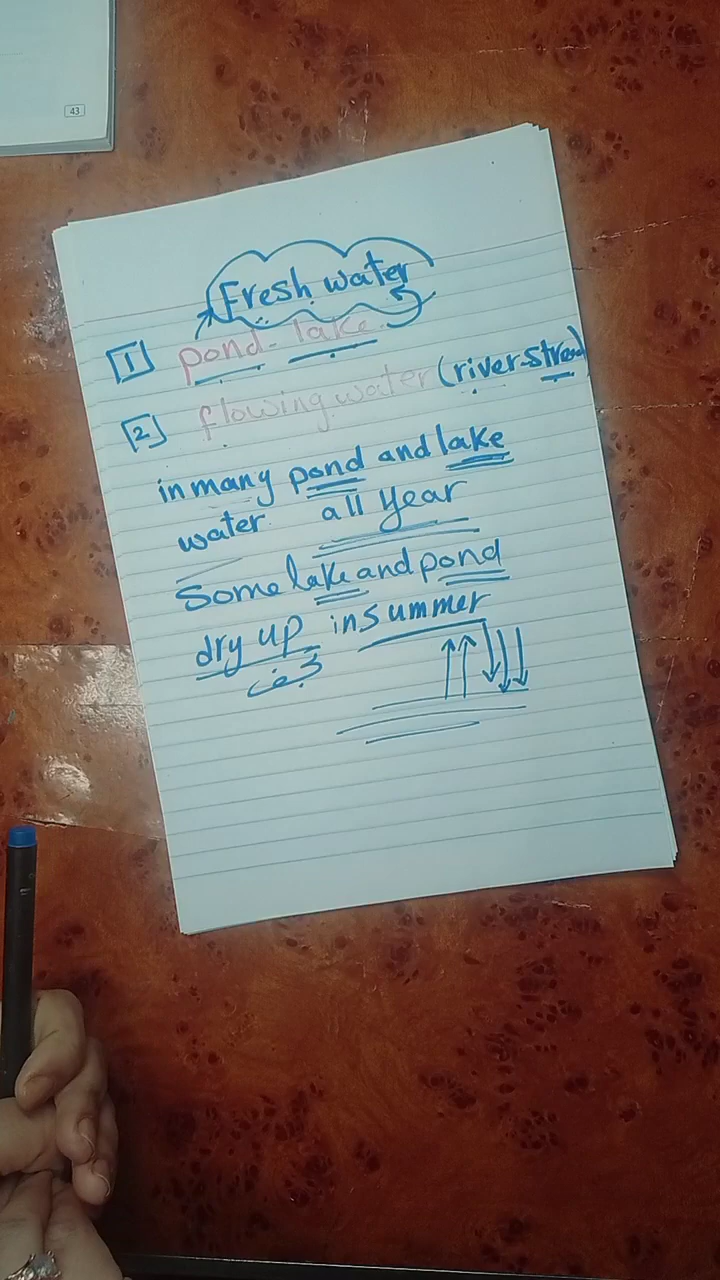 43
Fresh water
1 pond - lake
2 flowing water (river-stream)
in many pond and lake
water all year
Some lake and pond
dry up in summer
تجف